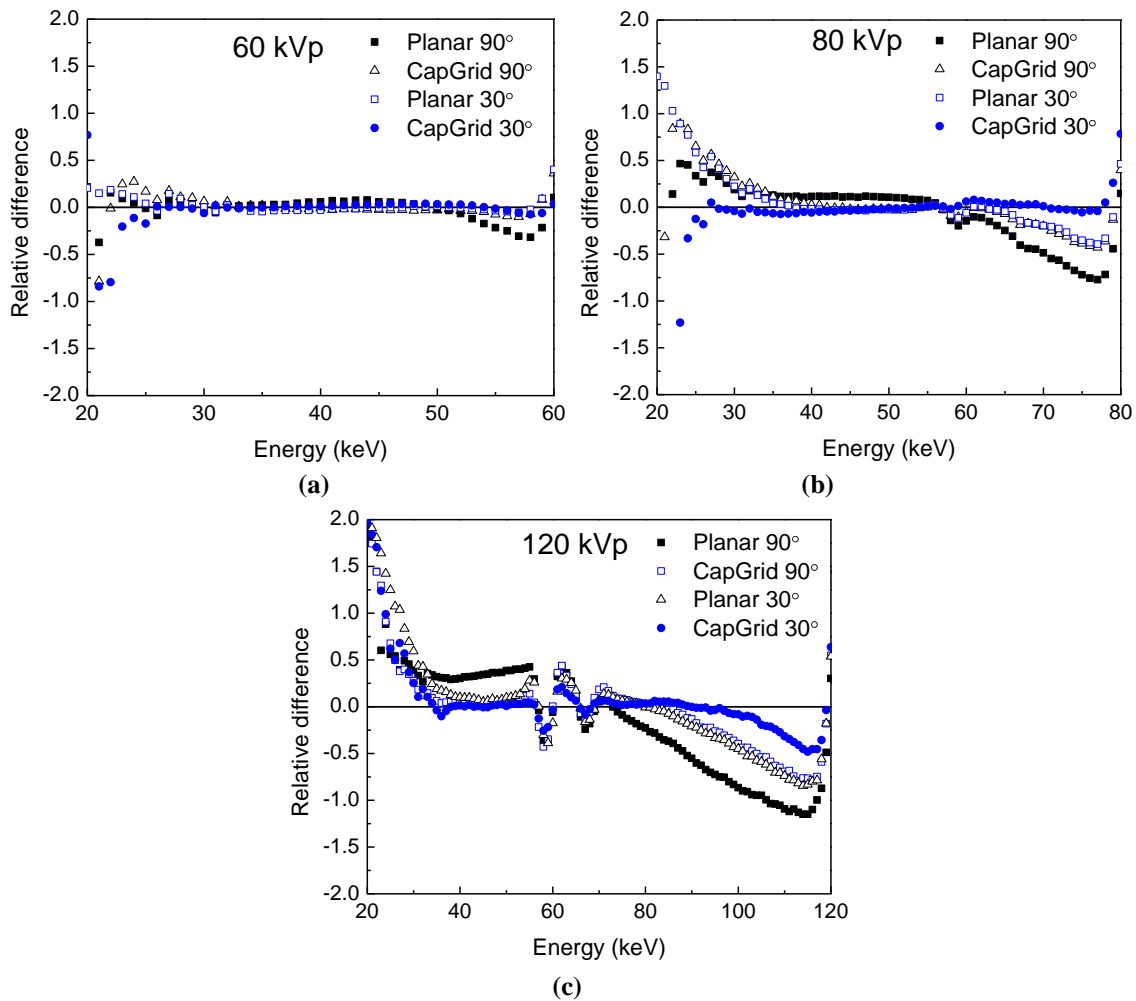 60 kVp
Planar 90°
CapGrid 90°
Planar 30°
CapGrid 30°
Relative difference
2.0
1.5
1.0
0.5
0.0
-0.5
-1.0
-1.5
-2.0
20 30 40 50 60
Energy (keV)
(a)
80 kVp
Planar 90°
CapGrid 90°
Planar 30°
CapGrid 30°
Relative difference
2.0
1.5
1.0
0.5
0.0
-0.5
-1.0
-1.5
-2.0
20 30 40 50 60 70 80
Energy (keV)
(b)
120 kVp
Planar 90°
CapGrid 90°
Planar 30°
CapGrid 30°
Relative difference
2.0
1.5
1.0
0.5
0.0
-0.5
-1.0
-1.5
-2.0
20 40 60 80 100 120
Energy (keV)
(c)